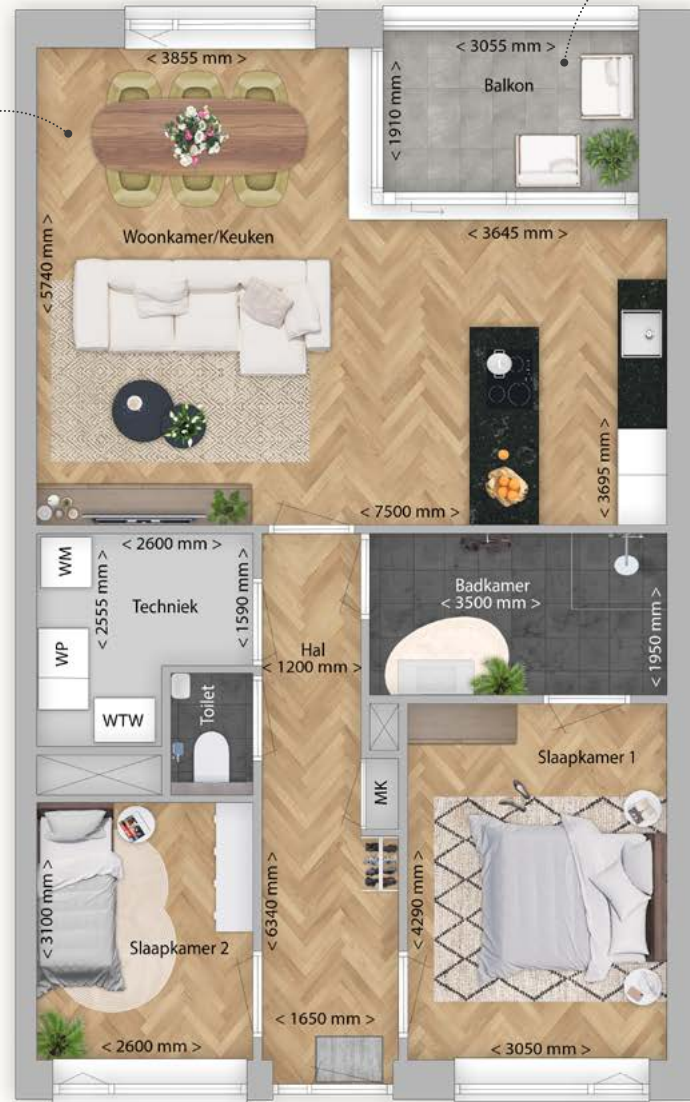 < 3855 mm >
< 3055 mm >
Balkon
< 1910 mm >
Woonkamer/Keuken
< 3645 mm >
< 5740 mm >
< 3695 mm >
< 7500 mm >
< 2600 mm >
WM
< 2555 mm >
Techniek
< 1590 mm >
Badkamer
< 3500 mm >
< 1950 mm >
Hal
< 1200 mm >
WP
WTW
Toilet
MK
Slaapkamer 1
< 3100 mm >
< 6340 mm >
< 4290 mm >
Slaapkamer 2
< 1650 mm >
< 2600 mm >
< 3050 mm >